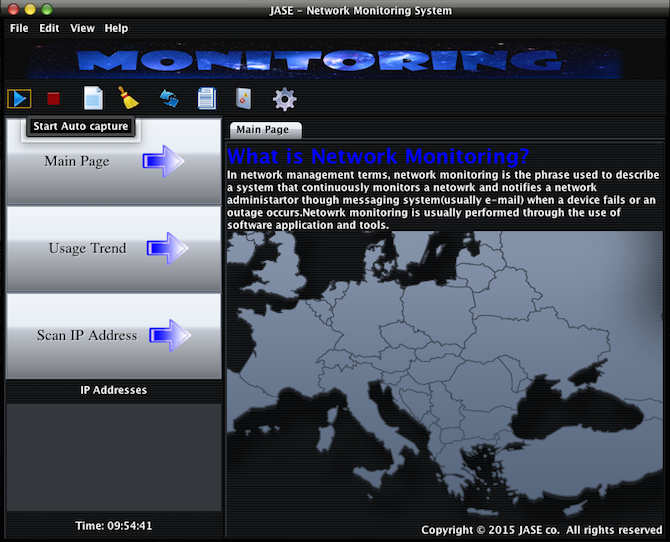 JASE - Network Monitoring System
File Edit View Help
MONITORING
Start Auto capture
Main Page
Usage Trend
Scan IP Address
IP Addresses
Time: 09:54:41
Main Page
What is Network Monitoring?
In network management terms, network monitoring is the phrase used to describe
a system that continuously monitors a netowrk and notifies a network
administartor though messaging system(usually e-mail) when a device fails or an
outage occurs.Netowrk monitoring is usually performed through the use of
software application and tools.
Copyright © 2015 JASE co. All rights reserved